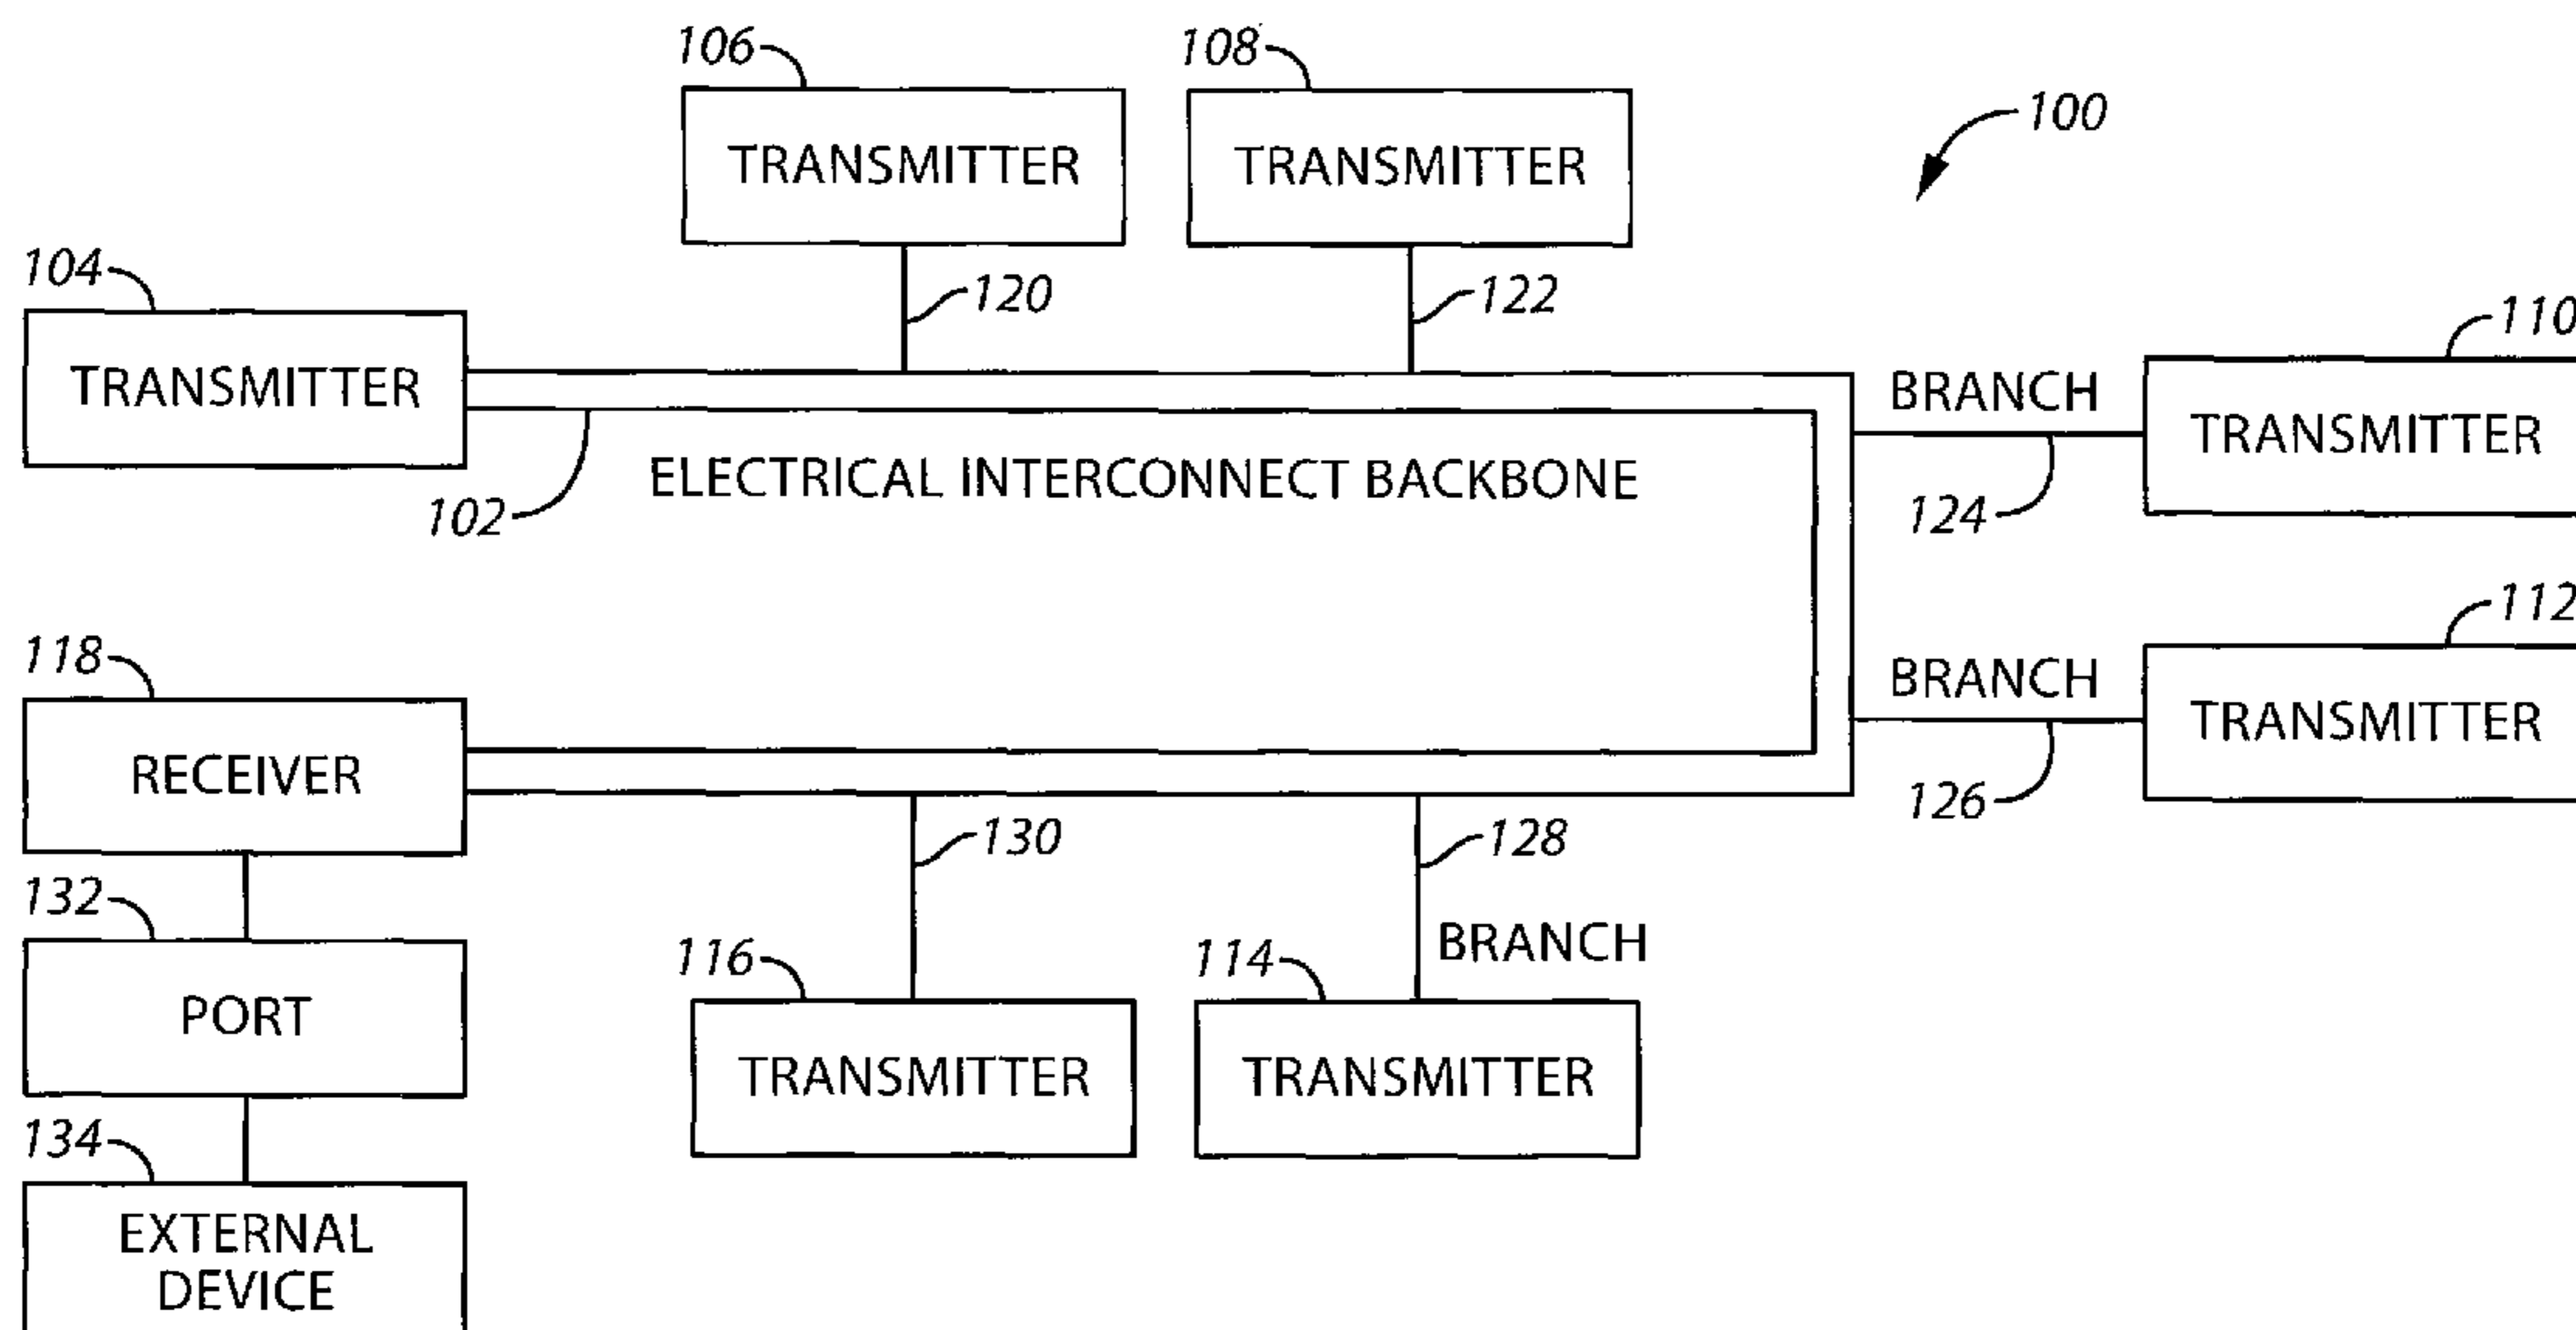 106
108
100
TRANSMITTER
TRANSMITTER
104
120
122
110
TRANSMITTER
BRANCH
TRANSMITTER
ELECTRICAL INTERCONNECT BACKBONE
102
124
112
118
BRANCH
TRANSMITTER
RECEIVER
126
130
128
132
116
114
BRANCH
PORT
TRANSMITTER
TRANSMITTER
134
EXTERNAL
DEVICE